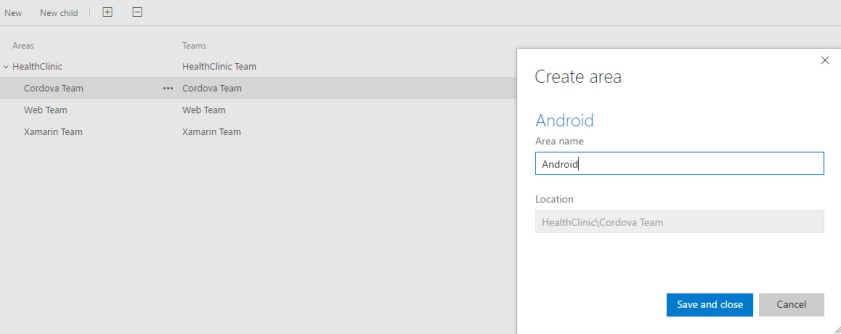 New New child
Areas Teams
HealthClinic HealthClinic Team
Cordova Team ••• Cordova Team
Web Team Web Team
Xamarin Team Xamarin Team
Create area
Android
Area name
Android
Location
HealthClinic\Cordova Team
Save and close Cancel